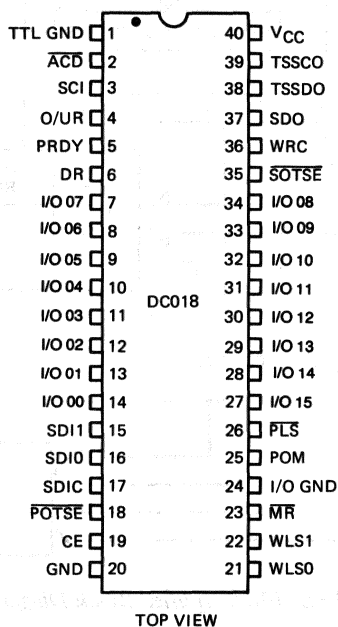 TTL GND 1 40 VCC
ACD 2 39 TSSCO
SCI 3 38 TSSDO
O/UR 4 37 SDO
PRDY 5 36 WRC
DR 6 35 SOTSE
I/O 07 7 34 I/O 08
I/O 06 8 33 I/O 09
I/O 05 9 32 I/O 10
I/O 04 10 31 I/O 11
DC018
I/O 03 11 30 I/O 12
I/O 02 12 29 I/O 13
I/O 01 13 28 I/O 14
I/O 00 14 27 I/O 15
SDI1 15 26 PLS
SDI0 16 25 POM
SDIC 17 24 I/O GND
POTSE 18 23 MR
CE 19 22 WLS1
GND 20 21 WLS0
TOP VIEW